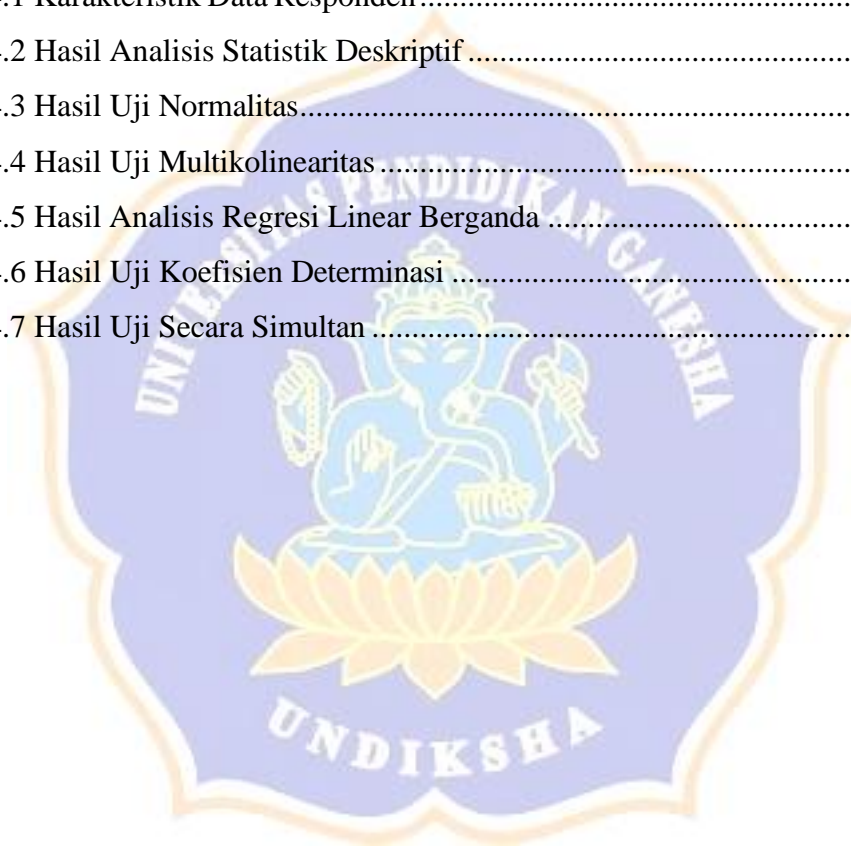 .1 Karakteristik Data Responden
.2 Hasil Analisis Statistik Deskriptif
.3 Hasil Uji Normalitas
.4 Hasil Uji Multikolinearitas
.5 Hasil Analisis Regresi Linear Berganda
.6 Hasil Uji Koefisien Determinasi
.7 Hasil Uji Secara Simultan
UNIVERSITAS PENDIDIKAN GANESHA
UNDIKSHA